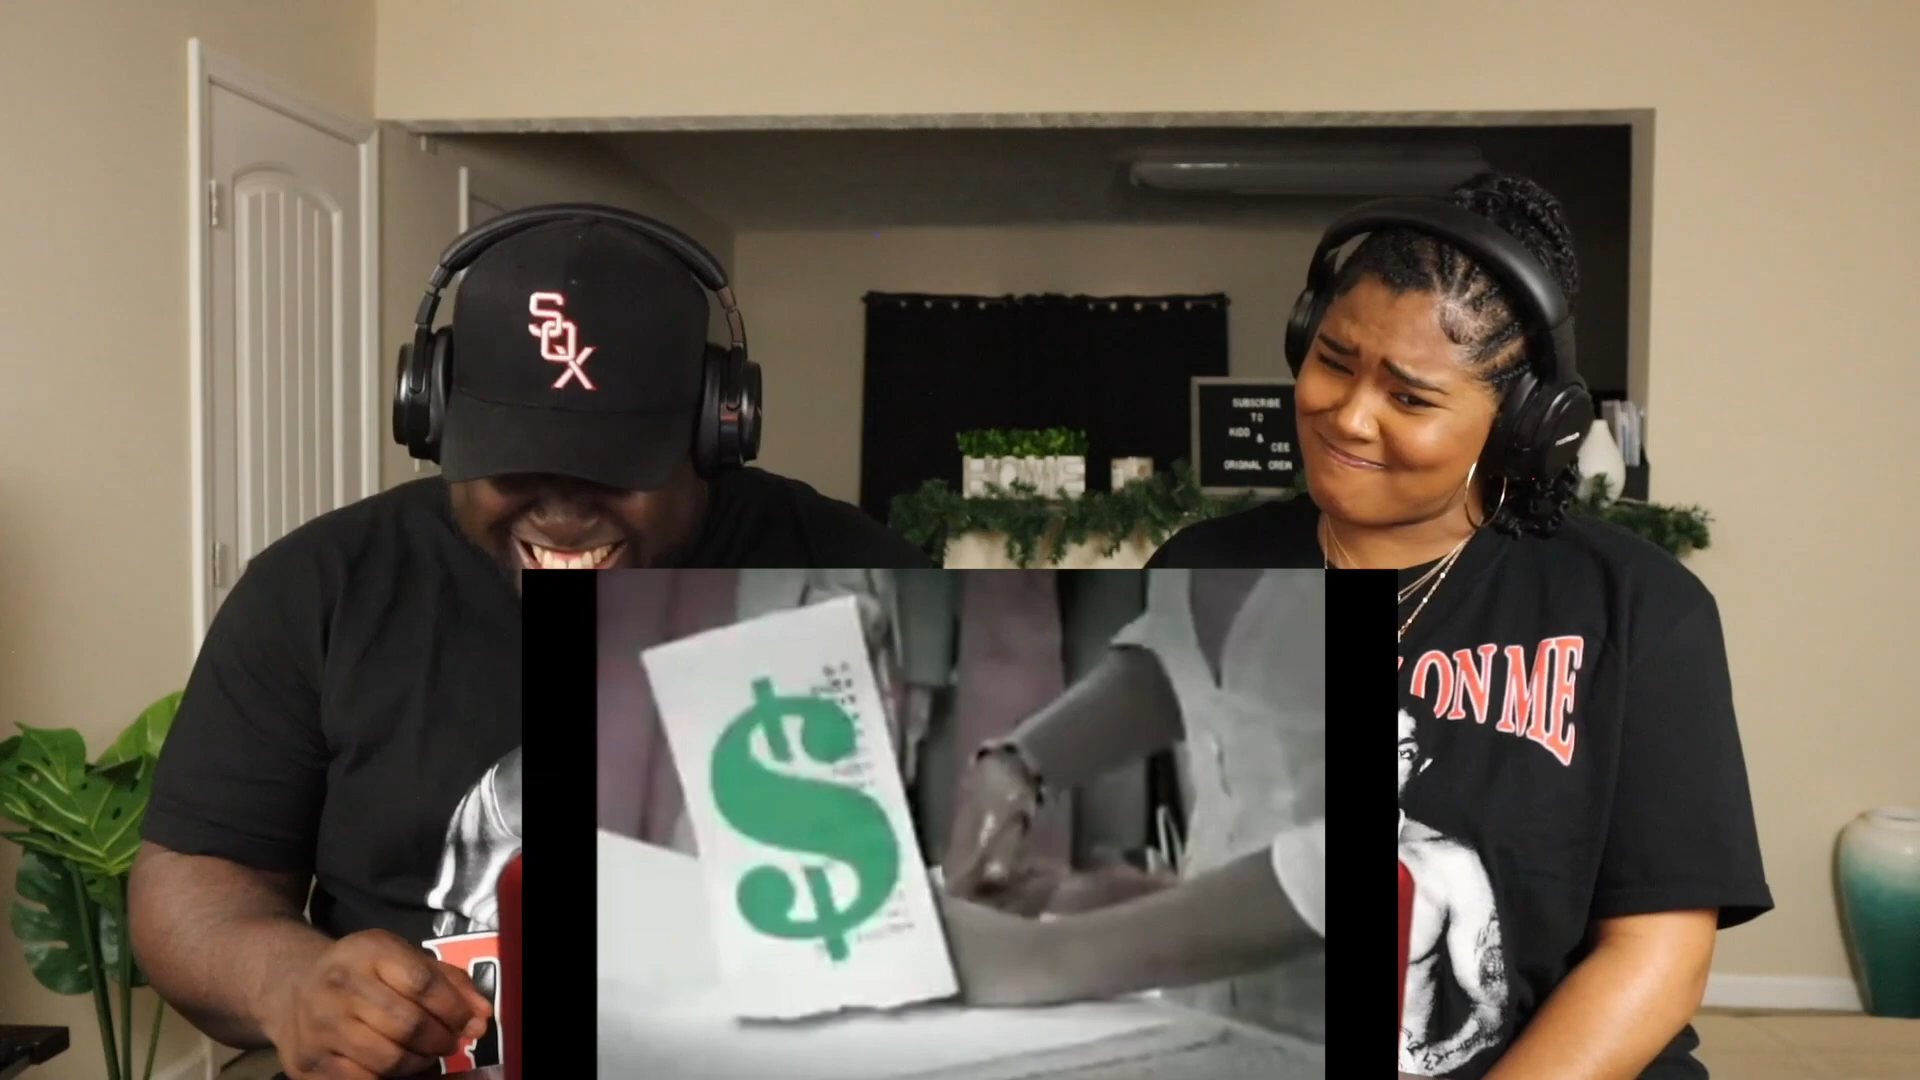 SOX
SUBSCRIBE
TO
KIDD
&
CEE
ORIGINAL CREW
HOME
ON ME
$